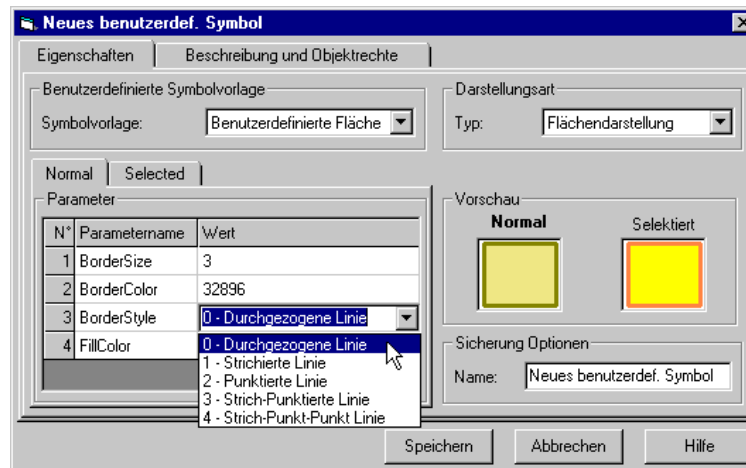 Neues benutzerdef. Symbol
Eigenschaften
Beschreibung und Objektrechte
Benutzerdefinierte Symbolvorlage
Symbolvorlage:
Benutzerdefinierte Fläche
Darstellungsart
Typ:
Flächendarstellung
Normal
Selected
Parameter
N° Parametername Wert
1 BorderSize 3
2 BorderColor 32896
3 BorderStyle 0 - Durchgezogene Linie
4 FillColor
0 - Durchgezogene Linie
1 - Strichierte Linie
2 - Punktierte Linie
3 - Strich-Punktierte Linie
4 - Strich-Punkt-Punkt Linie
Vorschau
Normal
Selektiert
Sicherung Optionen
Name:
Neues benutzerdef. Symbol
Speichern
Abbrechen
Hilfe